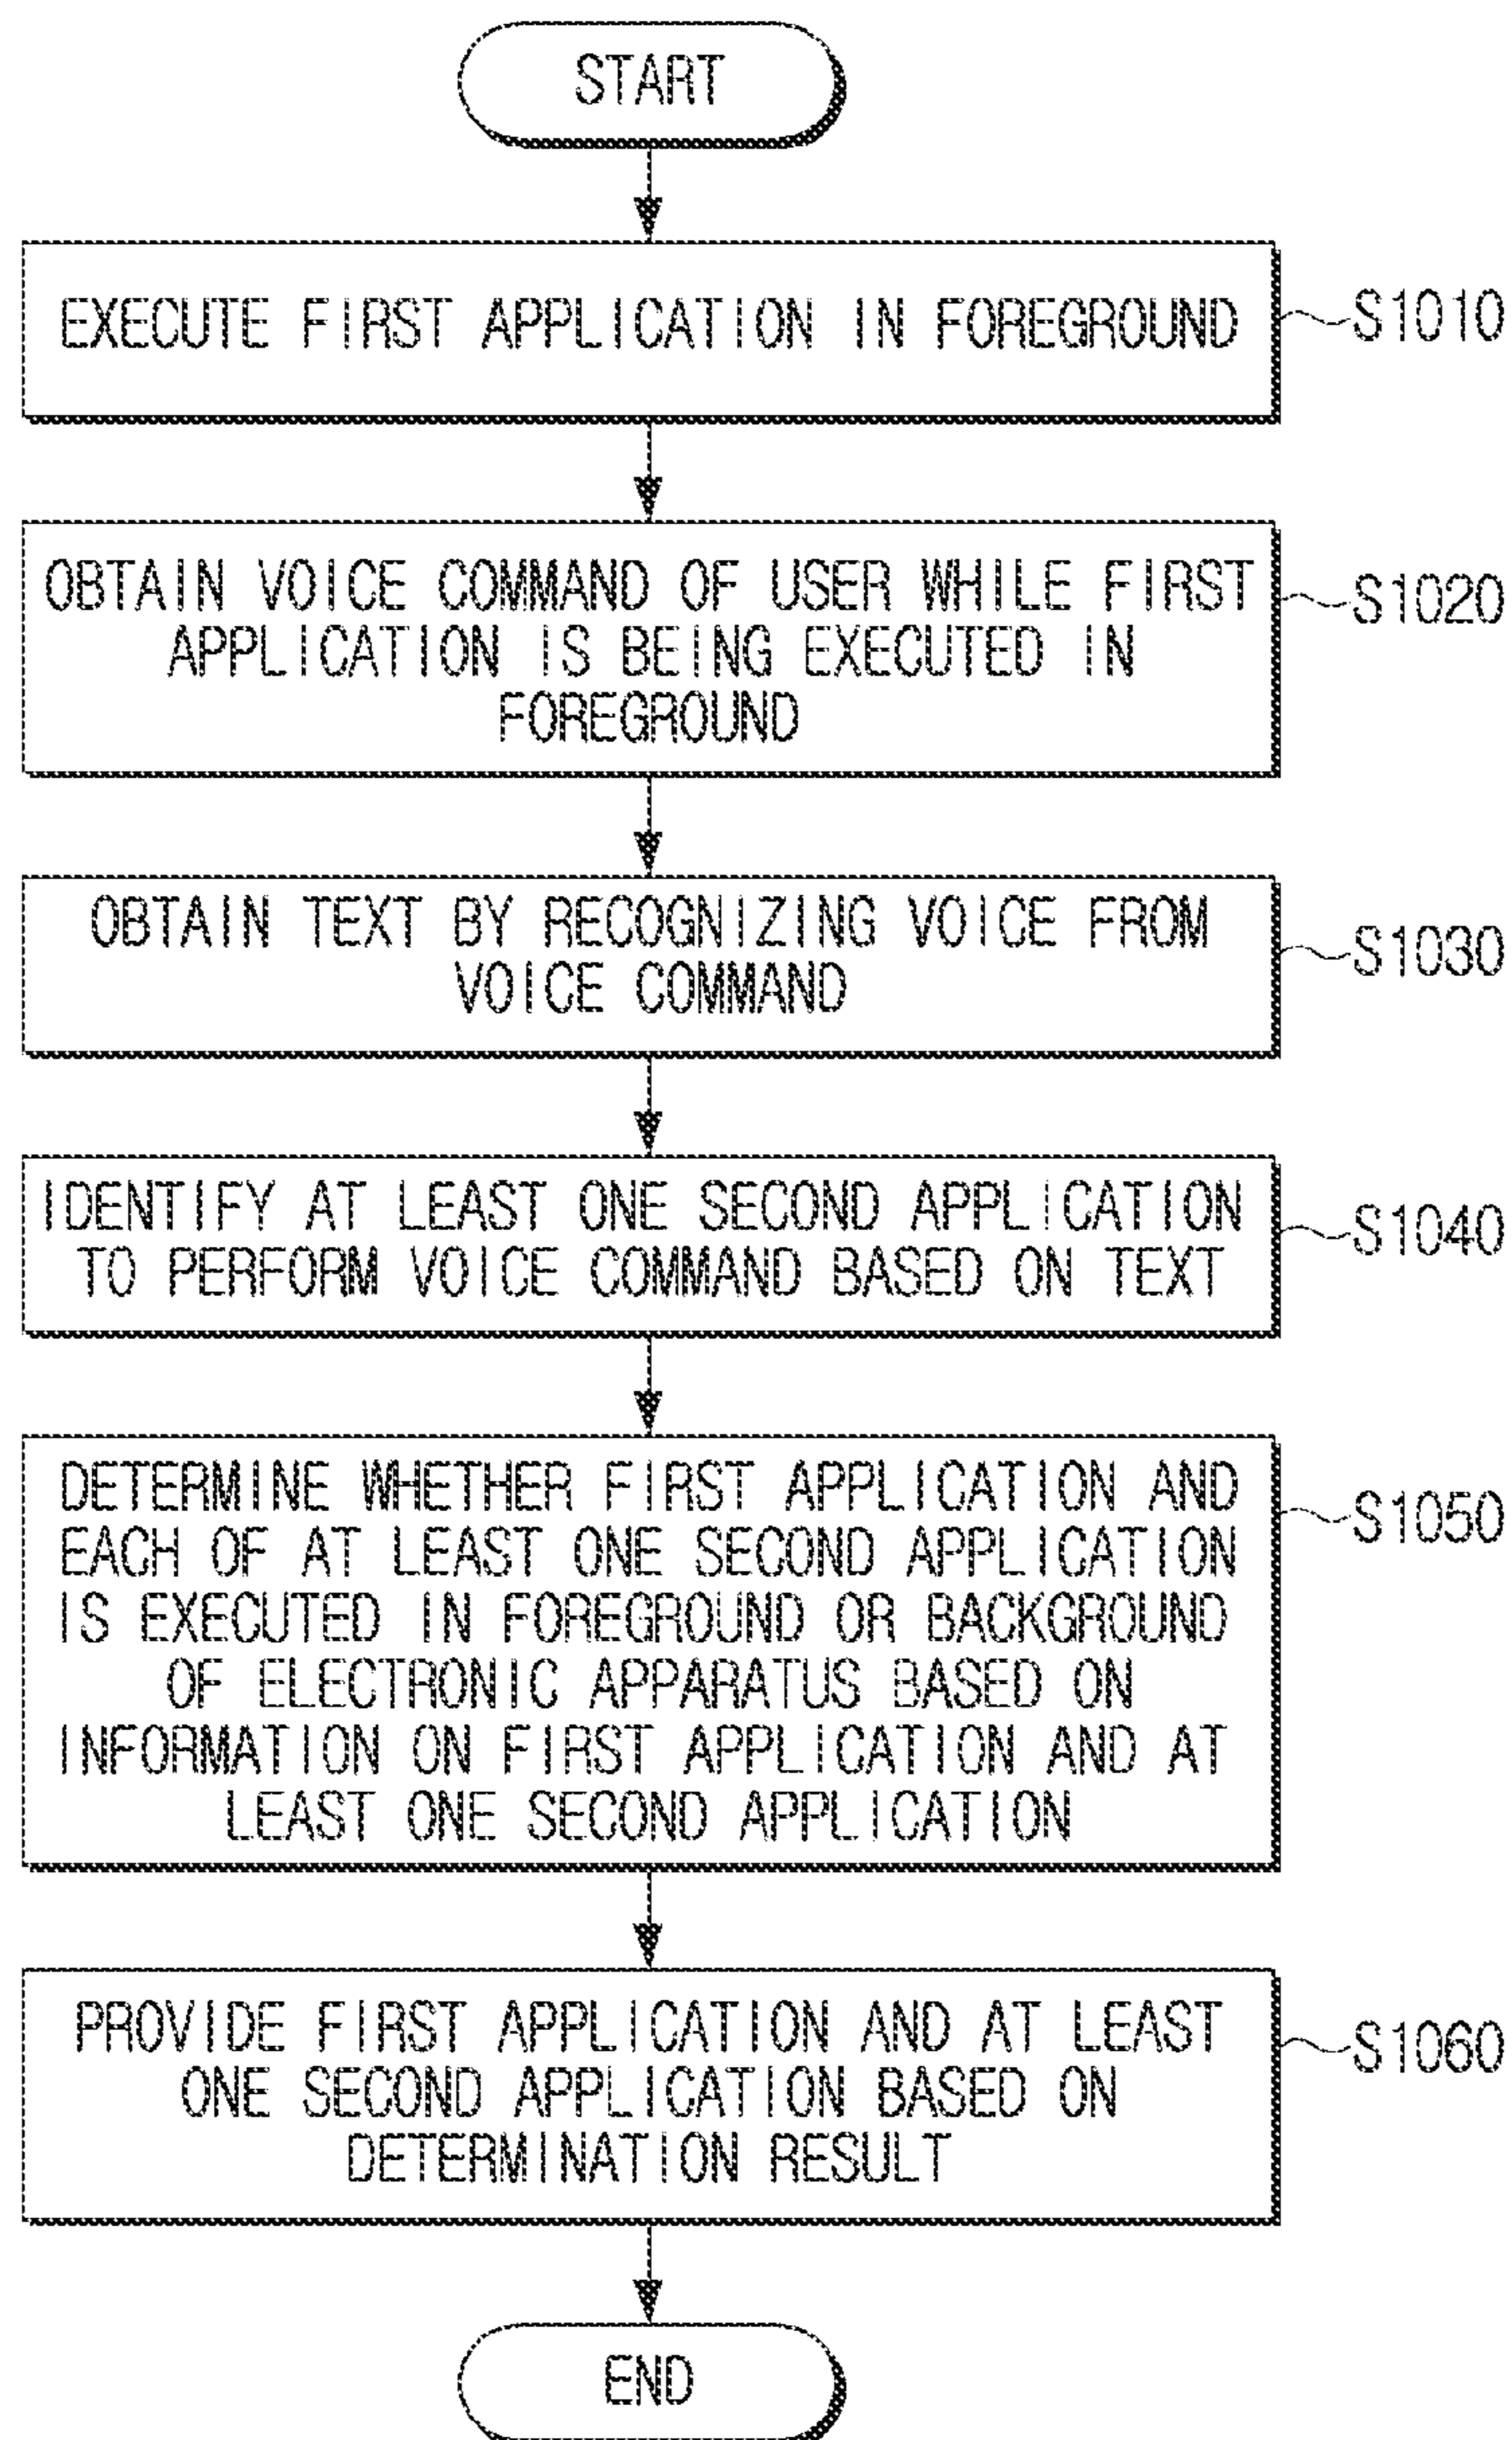 START
EXECUTE FIRST APPLICATION IN FOREGROUND
S1010
OBTAIN VOICE COMMAND OF USER WHILE FIRST
APPLICATION IS BEING EXECUTED IN
FOREGROUND
S1020
OBTAIN TEXT BY RECOGNIZING VOICE FROM
VOICE COMMAND
S1030
IDENTIFY AT LEAST ONE SECOND APPLICATION
TO PERFORM VOICE COMMAND BASED ON TEXT
S1040
DETERMINE WHETHER FIRST APPLICATION AND
EACH OF AT LEAST ONE SECOND APPLICATION
IS EXECUTED IN FOREGROUND OR BACKGROUND
OF ELECTRONIC APPARATUS BASED ON
INFORMATION ON FIRST APPLICATION AND AT
LEAST ONE SECOND APPLICATION
S1050
PROVIDE FIRST APPLICATION AND AT LEAST
ONE SECOND APPLICATION BASED ON
DETERMINATION RESULT
S1060
END